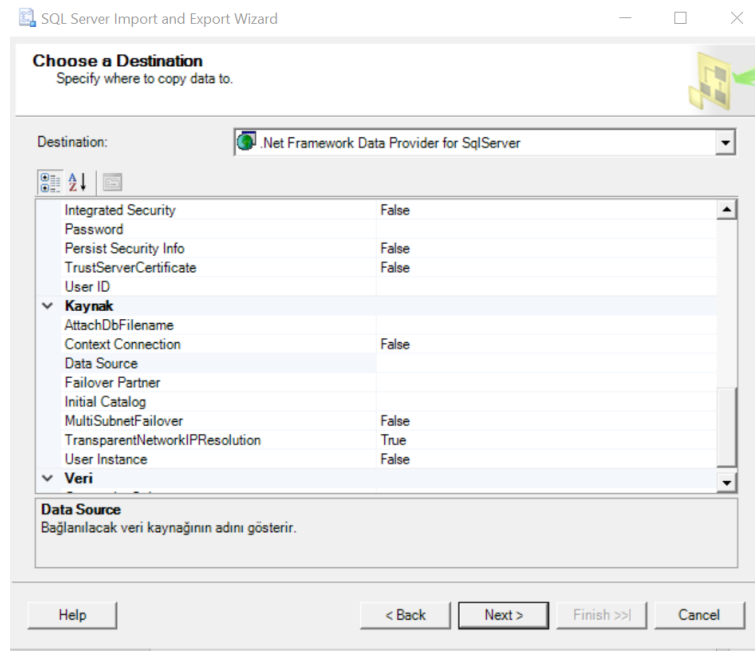 SQL Server Import and Export Wizard
Choose a Destination
Specify where to copy data to.
Destination: .Net Framework Data Provider for SqlServer
Integrated Security False
Password
Persist Security Info False
TrustServerCertificate False
User ID
Kaynak
AttachDbFilename
Context Connection False
Data Source
Failover Partner
Initial Catalog
MultiSubnetFailover False
TransparentNetworkIPResolution True
User Instance False
Veri
Data Source
Bağlanılacak veri kaynağının adını gösterir.
Help < Back Next > Finish >>| Cancel